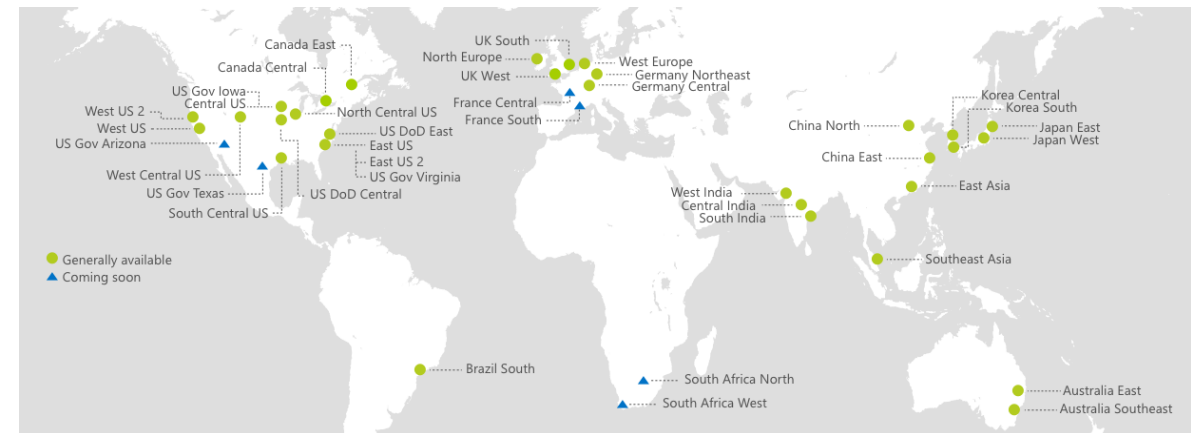 Canada East
Canada Central
US Gov Iowa
Central US
West US 2
West US
US Gov Arizona
West Central US
US Gov Texas
South Central US
North Central US
US DoD East
East US
East US 2
US Gov Virginia
US DoD Central
UK South
North Europe
UK West
West Europe
Germany Northeast
Germany Central
France Central
France South
Korea Central
Korea South
China North
Japan East
Japan West
China East
East Asia
West India
Central India
South India
Southeast Asia
Generally available
Coming soon
Brazil South
South Africa North
South Africa West
Australia East
Australia Southeast